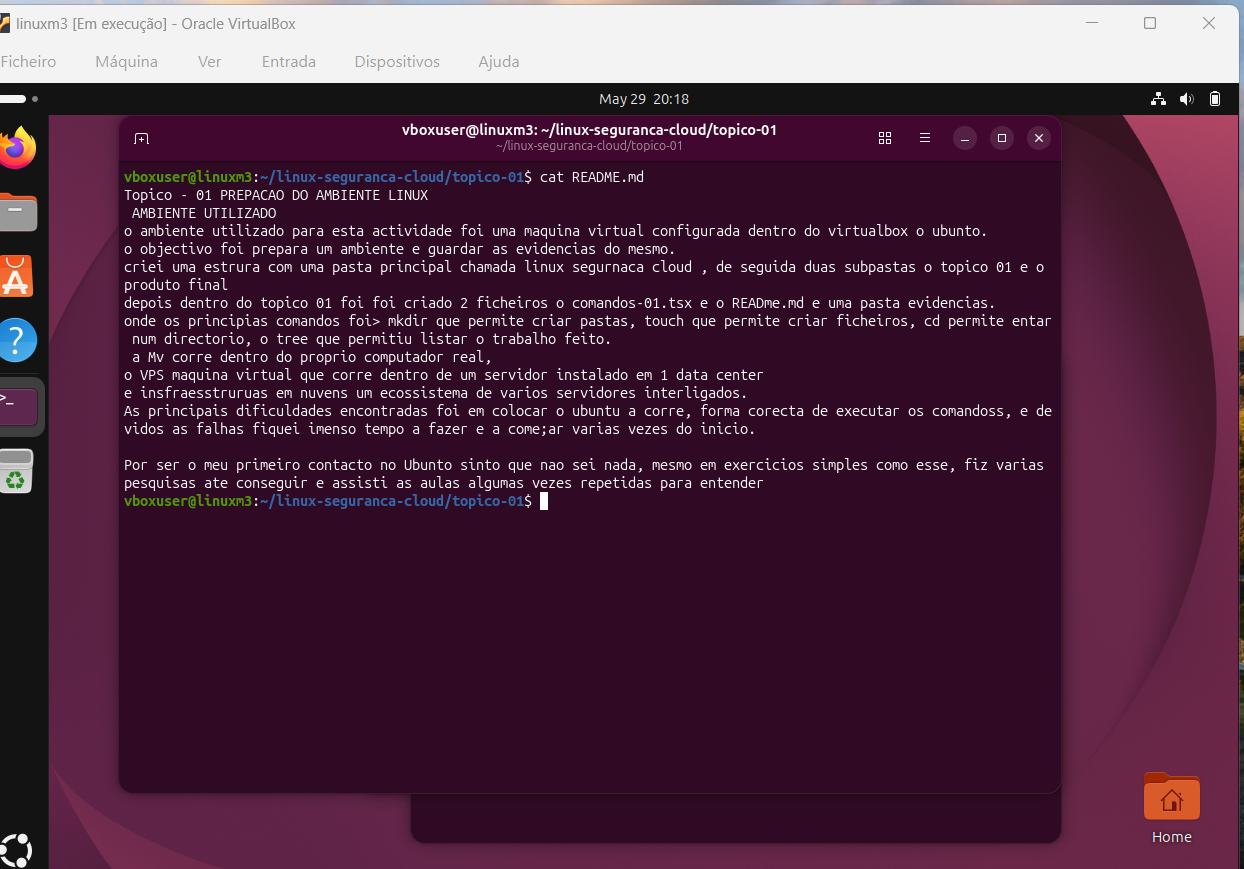 linuxm3 [Em execução] - Oracle VirtualBox
Ficheiro Máquina Ver Entrada Dispositivos Ajuda
May 29 20:18
vboxuser@linuxm3: ~/linux-seguranca-cloud/topico-01
~/linux-seguranca-cloud/topico-01
vboxuser@linuxm3:~/linux-seguranca-cloud/topico-01$ cat README.md
Topico - 01 PREPACAO DO AMBIENTE LINUX
AMBIENTE UTILIZADO
o ambiente utilizado para esta actividade foi uma maquina virtual configurada dentro do virtualbox o ubunto.
o objectivo foi prepara um ambiente e guardar as evidencias do mesmo.
criei uma estrura com uma pasta principal chamada linux segurnaca cloud , de seguida duas subpastas o topico 01 e o
produto final
depois dentro do topico 01 foi foi criado 2 ficheiros o comandos-01.tsx e o READme.md e uma pasta evidencias.
onde os principias comandos foi> mkdir que permite criar pastas, touch que permite criar ficheiros, cd permite entar
num directorio, o tree que permitiu listar o trabalho feito.
a Mv corre dentro do proprio computador real,
o VPS maquina virtual que corre dentro de um servidor instalado em 1 data center
e insfraesstruruas em nuvens um ecossistema de varios servidores interligados.
As principais dificuldades encontradas foi em colocar o ubuntu a corre, forma corecta de executar os comandoss, e de
vidos as falhas fiquei imenso tempo a fazer e a come;ar varias vezes do inicio.
Por ser o meu primeiro contacto no Ubunto sinto que nao sei nada, mesmo em exercicios simples como esse, fiz varias
pesquisas ate conseguir e assisti as aulas algumas vezes repetidas para entender
vboxuser@linuxm3:~/linux-seguranca-cloud/topico-01$
Home